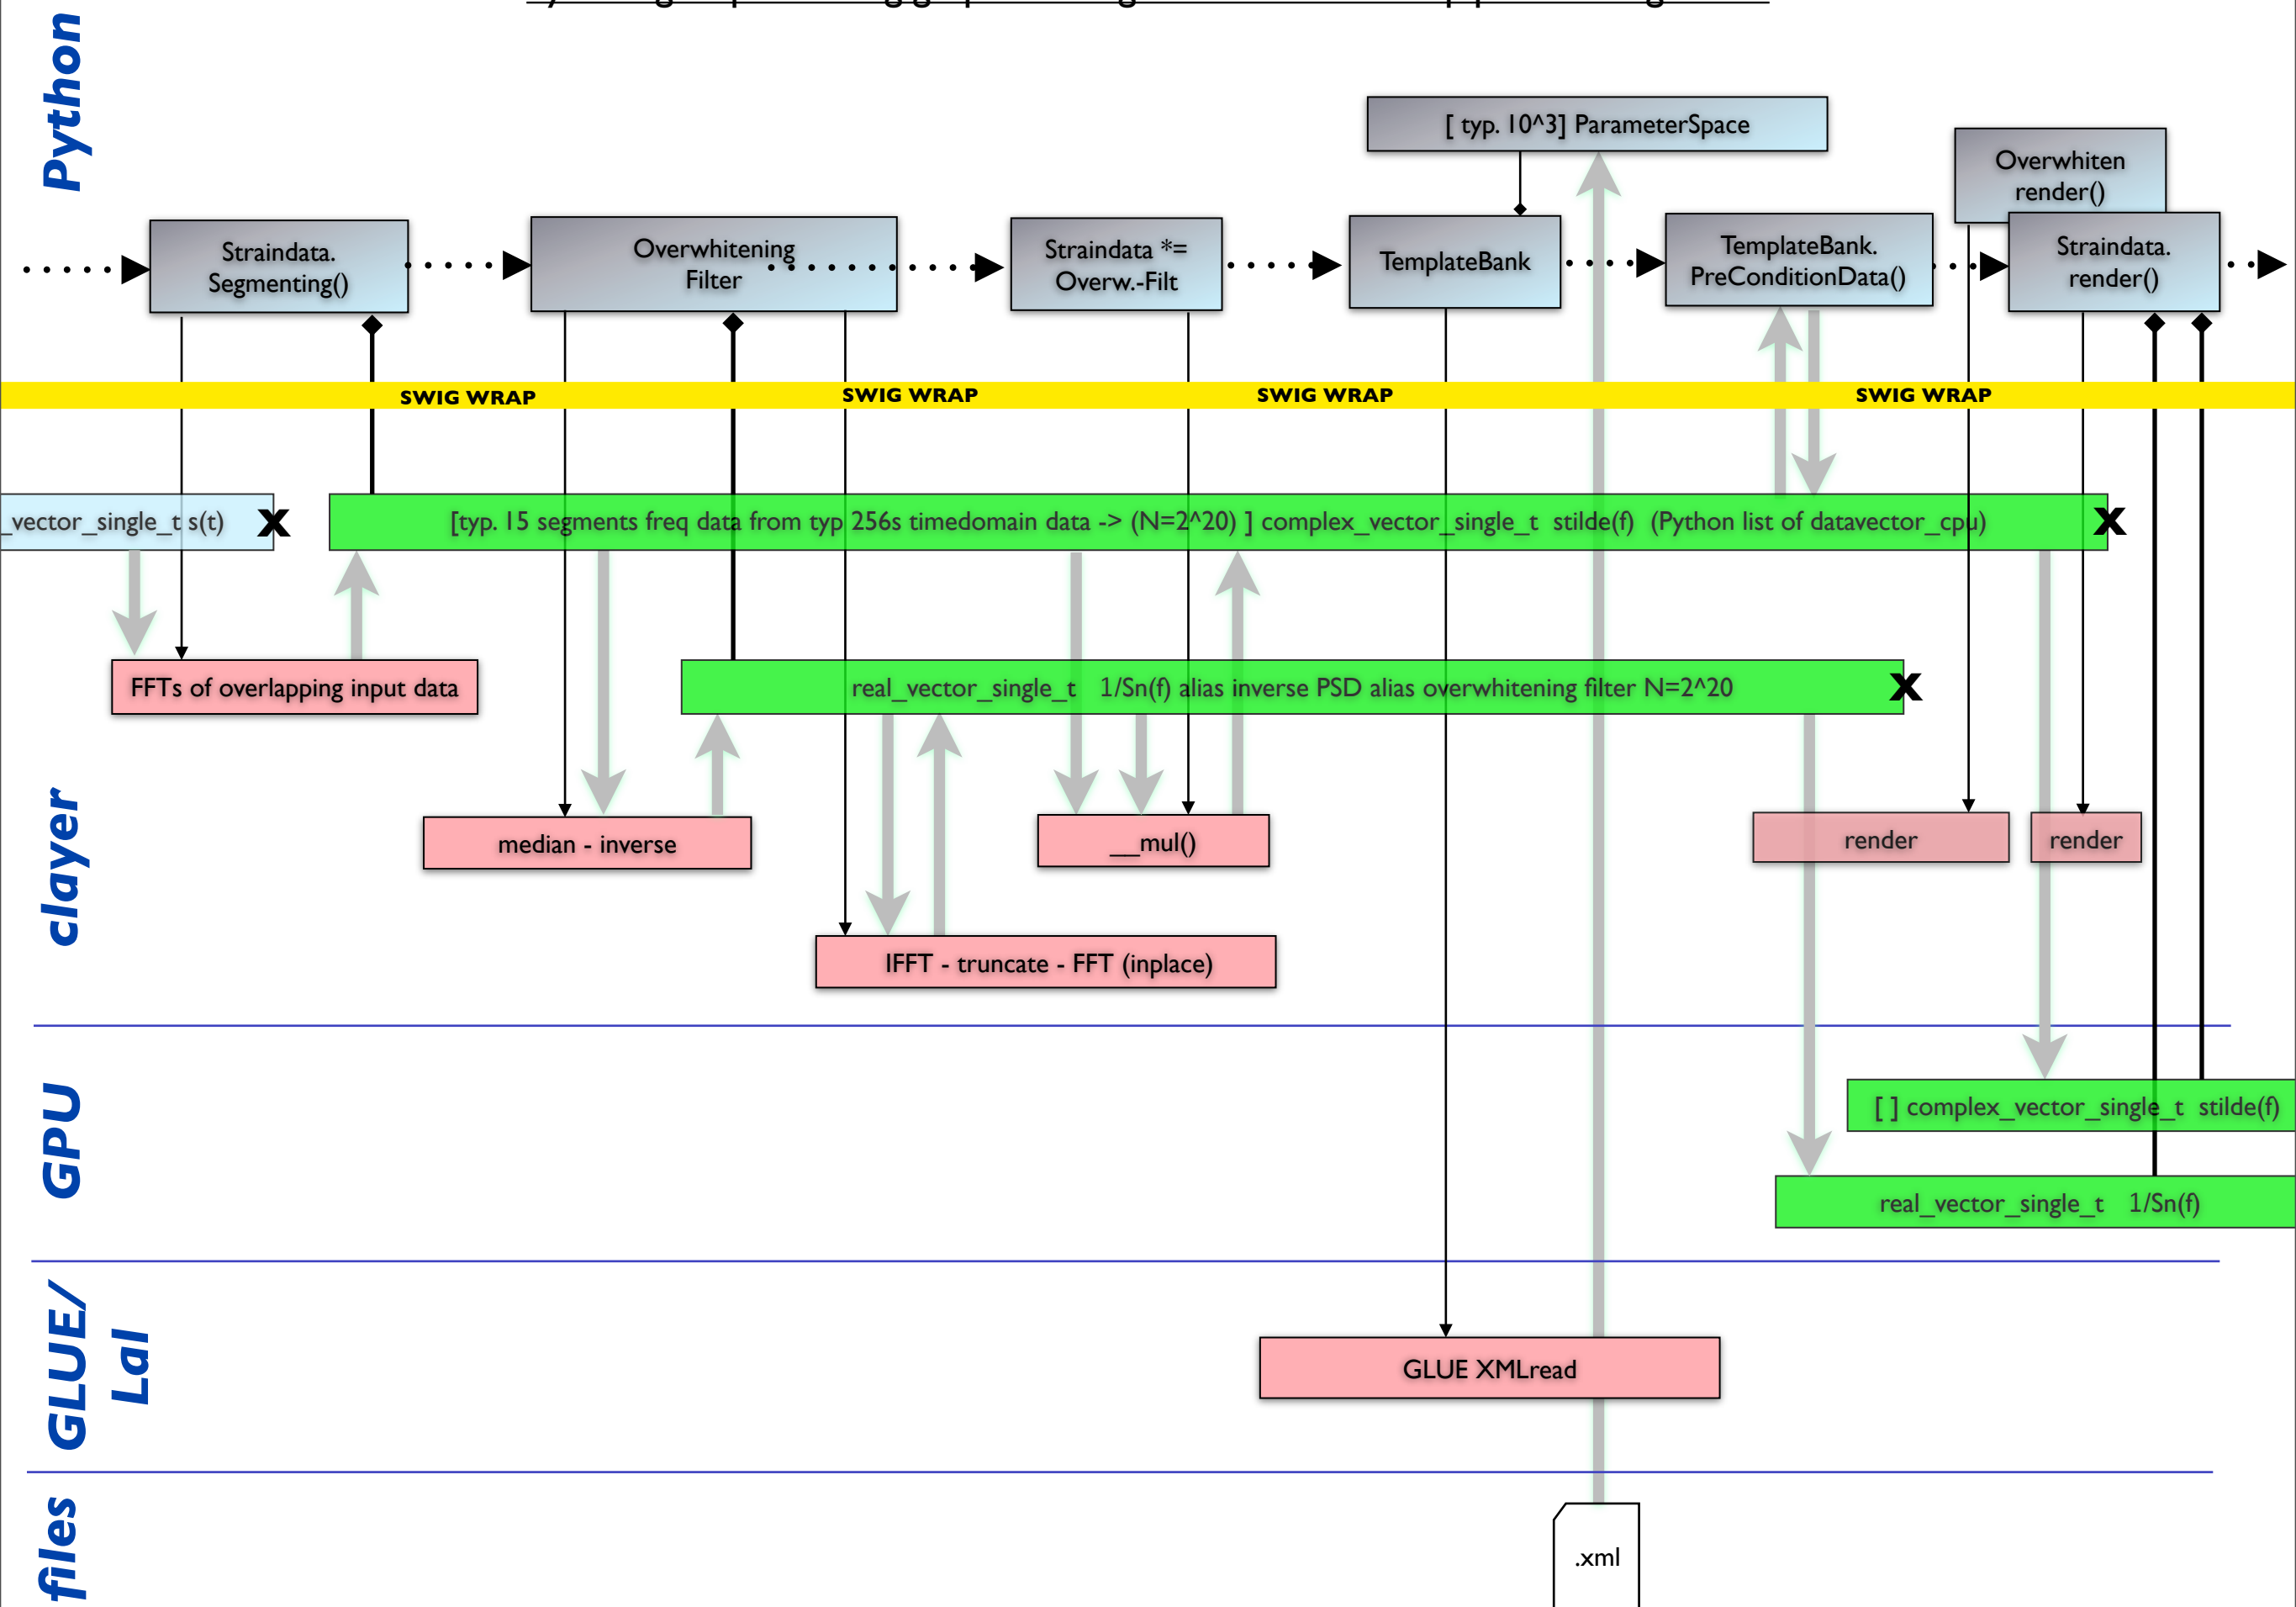 Python
[ typ. 10^3] ParameterSpace
Overwhiten
render()
Straindata.
Segmenting()
Overwhitening
Filter
Straindata *=
Overw.-Filt
TemplateBank
TemplateBank.
PreConditionData()
Straindata.
render()
SWIG WRAP
SWIG WRAP
SWIG WRAP
SWIG WRAP
_vector_single_t s(t)
X
[typ. 15 segments freq data from typ 256s timedomain data -> (N=2^20) ] complex_vector_single_t stilde(f) (Python list of datavector_cpu)
X
FFTs of overlapping input data
real_vector_single_t 1/Sn(f) alias inverse PSD alias overwhitening filter N=2^20
X
clayer
median - inverse
__mul()
render
render
IFFT - truncate - FFT (inplace)
GPU
[ ] complex_vector_single_t stilde(f)
real_vector_single_t 1/Sn(f)
GLUE/
Lal
GLUE XMLread
files
.xml